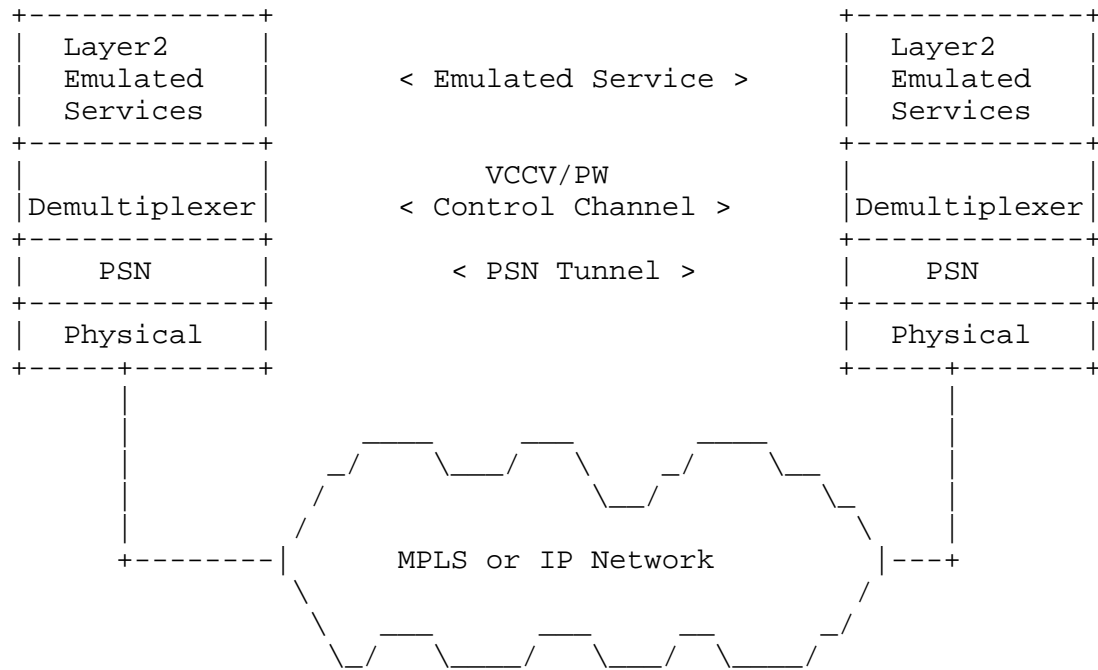 Layer2 Layer2
Emulated < Emulated Service > Emulated
Services Services
VCCV/PW
Demultiplexer < Control Channel > Demultiplexer
PSN < PSN Tunnel > PSN
Physical Physical
MPLS or IP Network